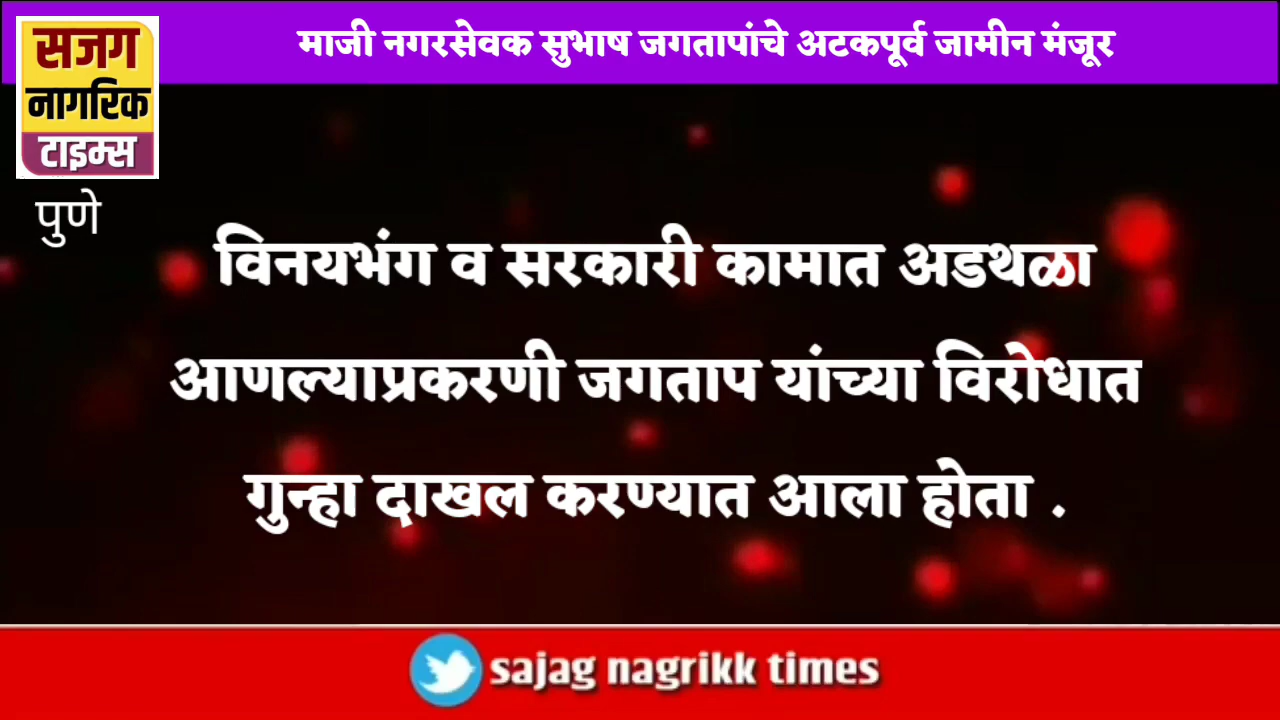 माजी नगरसेवक सुभाष जगतापांचे अटकपूर्व जामीन मंजूर
सजग
नागरिक
टाइम्स
पुणे
विनयभंग व सरकारी कामात अडथळा
आणल्याप्रकरणी जगताप यांच्या विरोधात
गुन्हा दाखल करण्यात आला होता .
sajag nagrikk times